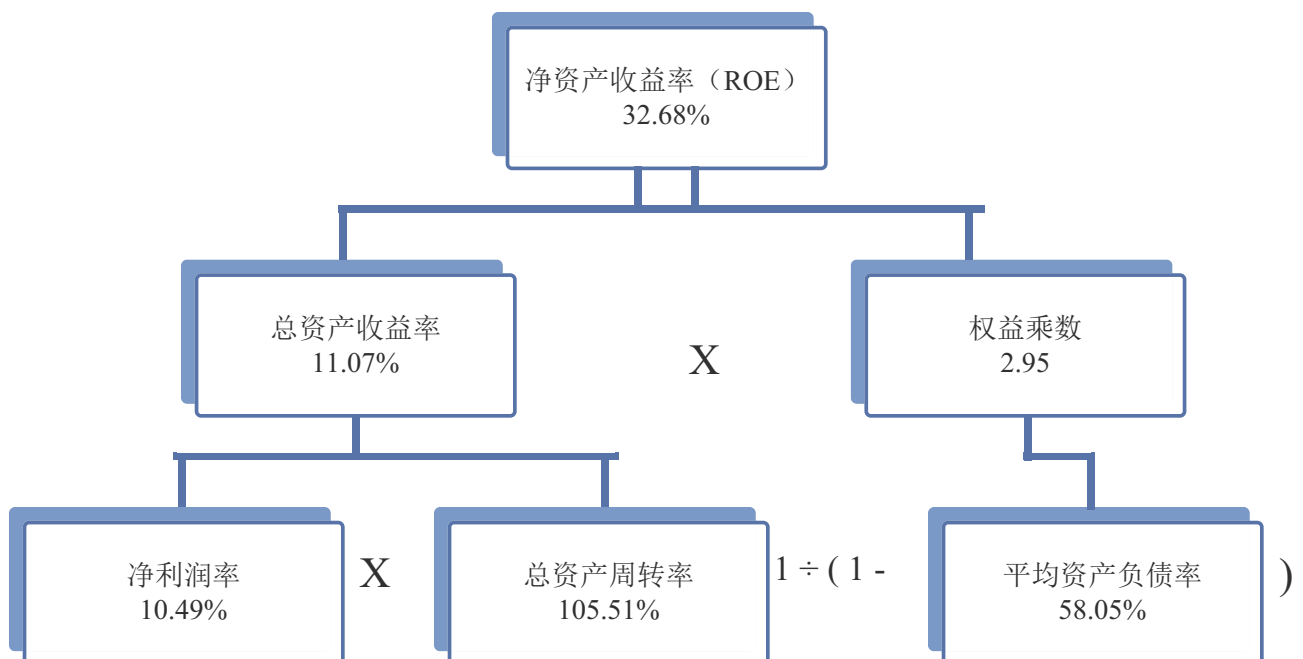 净资产收益率（ROE）
32.68%
总资产收益率
11.07%
X
权益乘数
2.95
净利润率
10.49%
X
总资产周转率
105.51%
1 ÷ ( 1 -
平均资产负债率
58.05%
)